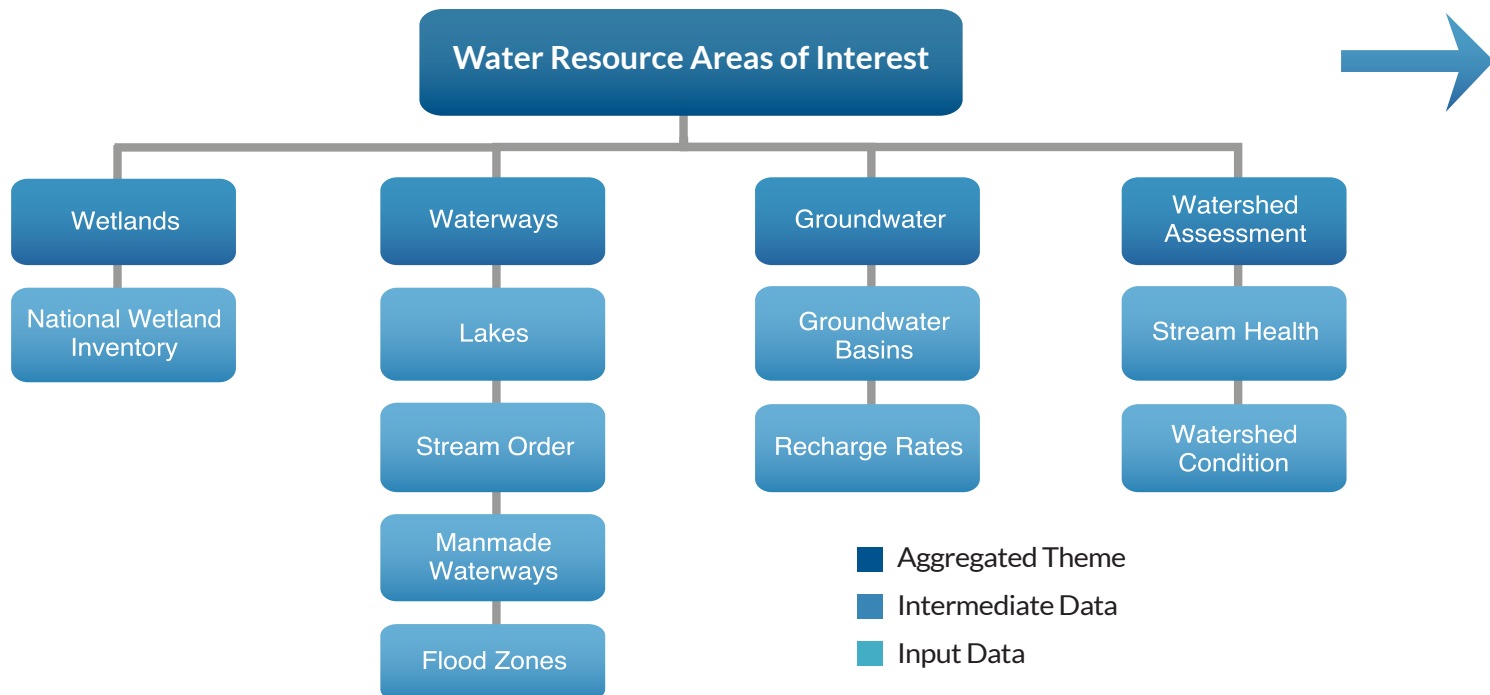 Water Resource Areas of Interest
Wetlands
Waterways
Groundwater
Watershed
Assessment
National Wetland
Inventory
Lakes
Groundwater
Basins
Stream Health
Stream Order
Recharge Rates
Watershed
Condition
Manmade
Waterways
Flood Zones
Aggregated Theme
Intermediate Data
Input Data